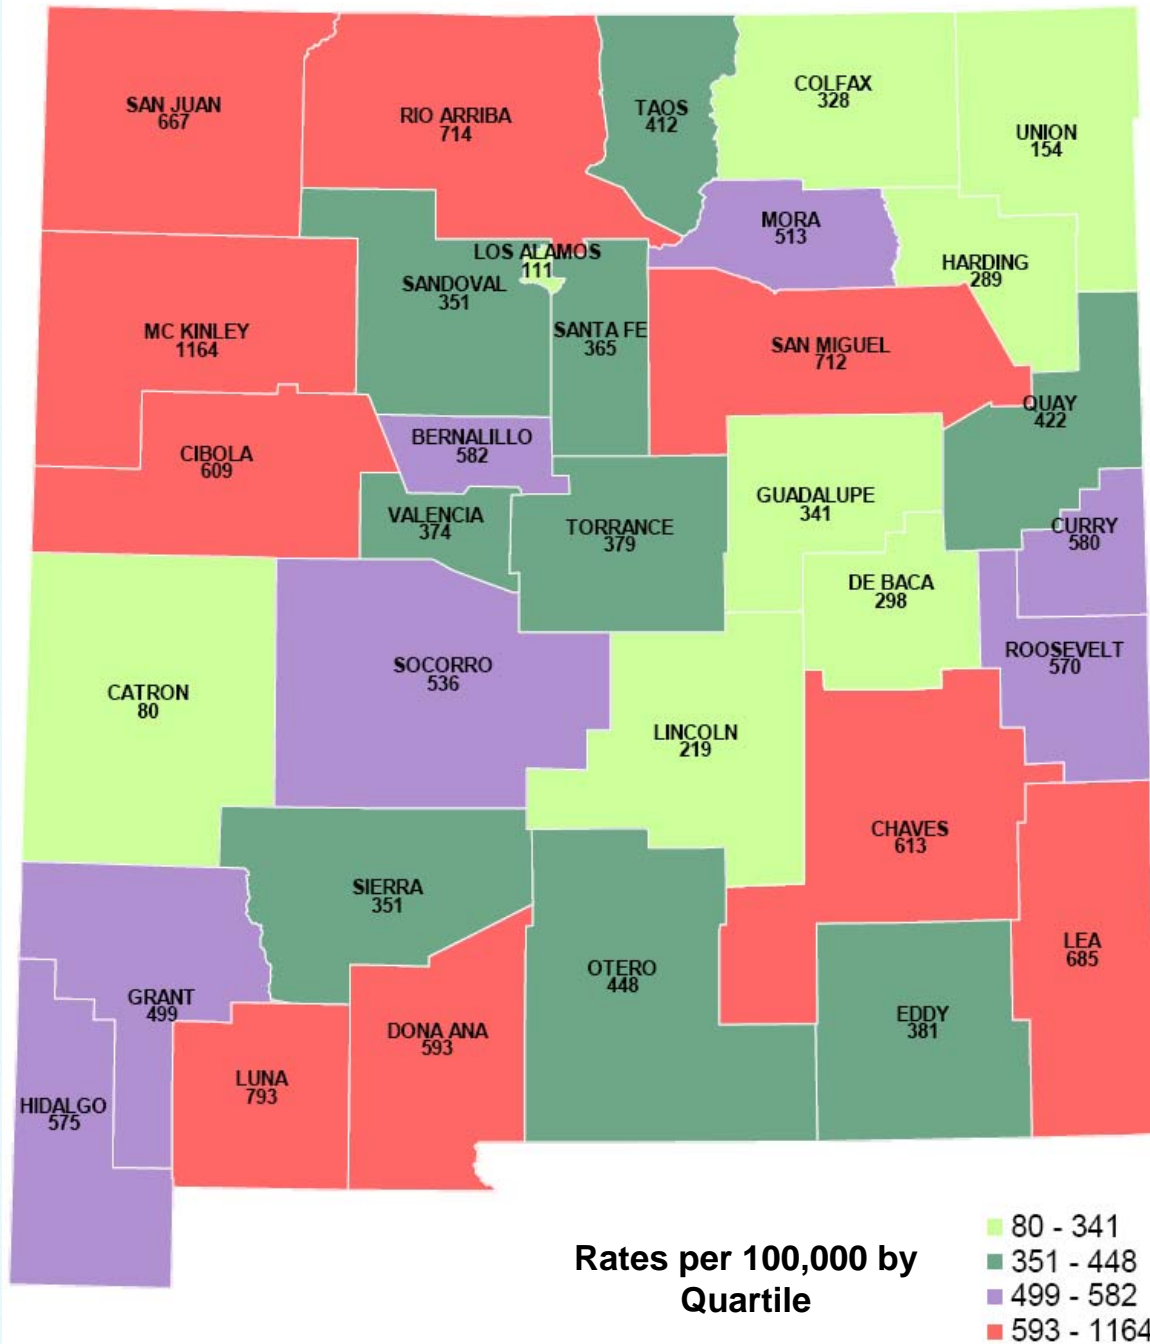 SAN JUAN
667
RIO ARRIBA
714
TAOS
412
COLFAX
328
UNION
154
MORA
513
HARDING
289
LOS ALAMOS
111
SANDOVAL
351
SANTA FE
365
MC KINLEY
1164
SAN MIGUEL
712
QUAY
422
CIBOLA
609
BERNALILLO
582
VALENCIA
374
TORRANCE
379
GUADALUPE
341
CURRY
580
DE BACA
298
ROOSEVELT
570
CATRON
80
SOCORRO
536
LINCOLN
219
CHAVES
613
SIERRA
351
LEA
685
OTERO
448
GRANT
499
EDDY
381
DONA ANA
593
LUNA
793
HIDALGO
575
Rates per 100,000 by
Quartile
80 - 341
351 - 448
499 - 582
593 - 1164